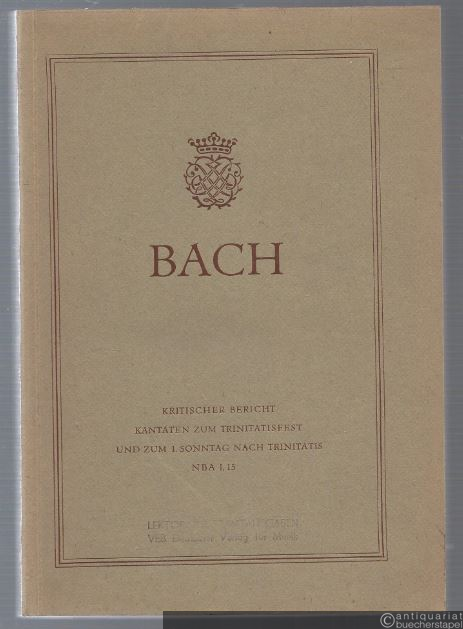 BACH
KRITISCHER BERICHT
KANTATEN ZUM TRINITATISFEST
UND ZUM 1. SONNTAG NACH TRINITATIS
NBA I, 15
VEB Deutscher Verlag für Musik
antiquariat
buecherstapel